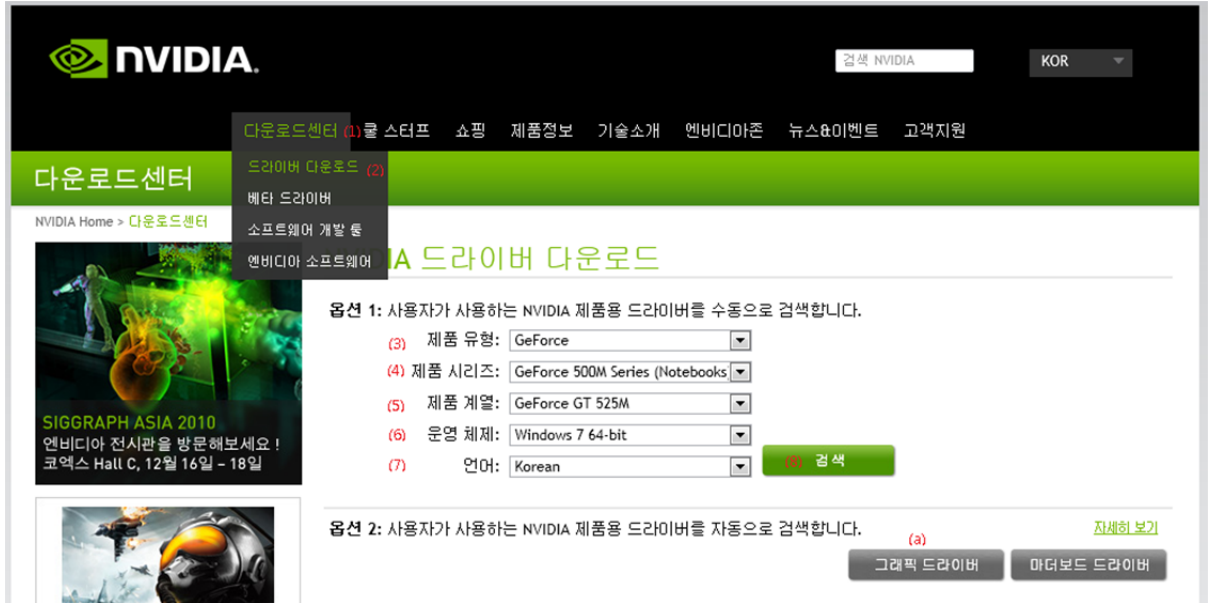 NVIDIA.
검색 NVIDIA
KOR
다운로드센터 (1) 쿨 스터프 쇼핑 제품정보 기술소개 엔비디아존 뉴스&이벤트 고객지원
드라이버 다운로드 (2)
베타 드라이버
소프트웨어 개발 툴
엔비디아 소프트웨어
다운로드센터
NVIDIA Home > 다운로드센터
NVIDIA 드라이버 다운로드
옵션 1: 사용자가 사용하는 NVIDIA 제품용 드라이버를 수동으로 검색합니다.
(3) 제품 유형: GeForce
(4) 제품 시리즈: GeForce 500M Series (Notebooks
(5) 제품 계열: GeForce GT 525M
(6) 운영 체제: Windows 7 64-bit
(7) 언어: Korean
(8) 검색
SIGGRAPH ASIA 2010
엔비디아 전시관을 방문해보세요 !
코엑스 Hall C, 12월 16일 – 18일
옵션 2: 사용자가 사용하는 NVIDIA 제품용 드라이버를 자동으로 검색합니다.
자세히 보기
(a)
그래픽 드라이버
마더보드 드라이버